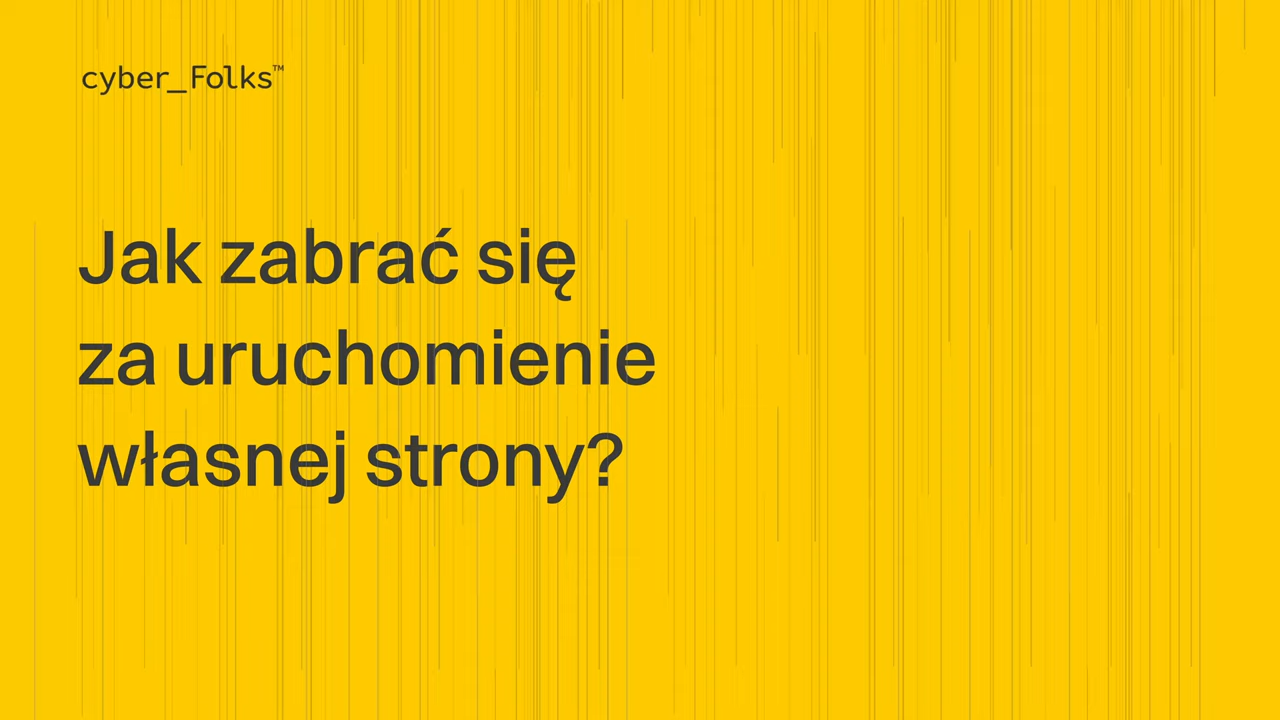 cyber_Folks™
Jak zabrać się
za uruchomienie
własnej strony?